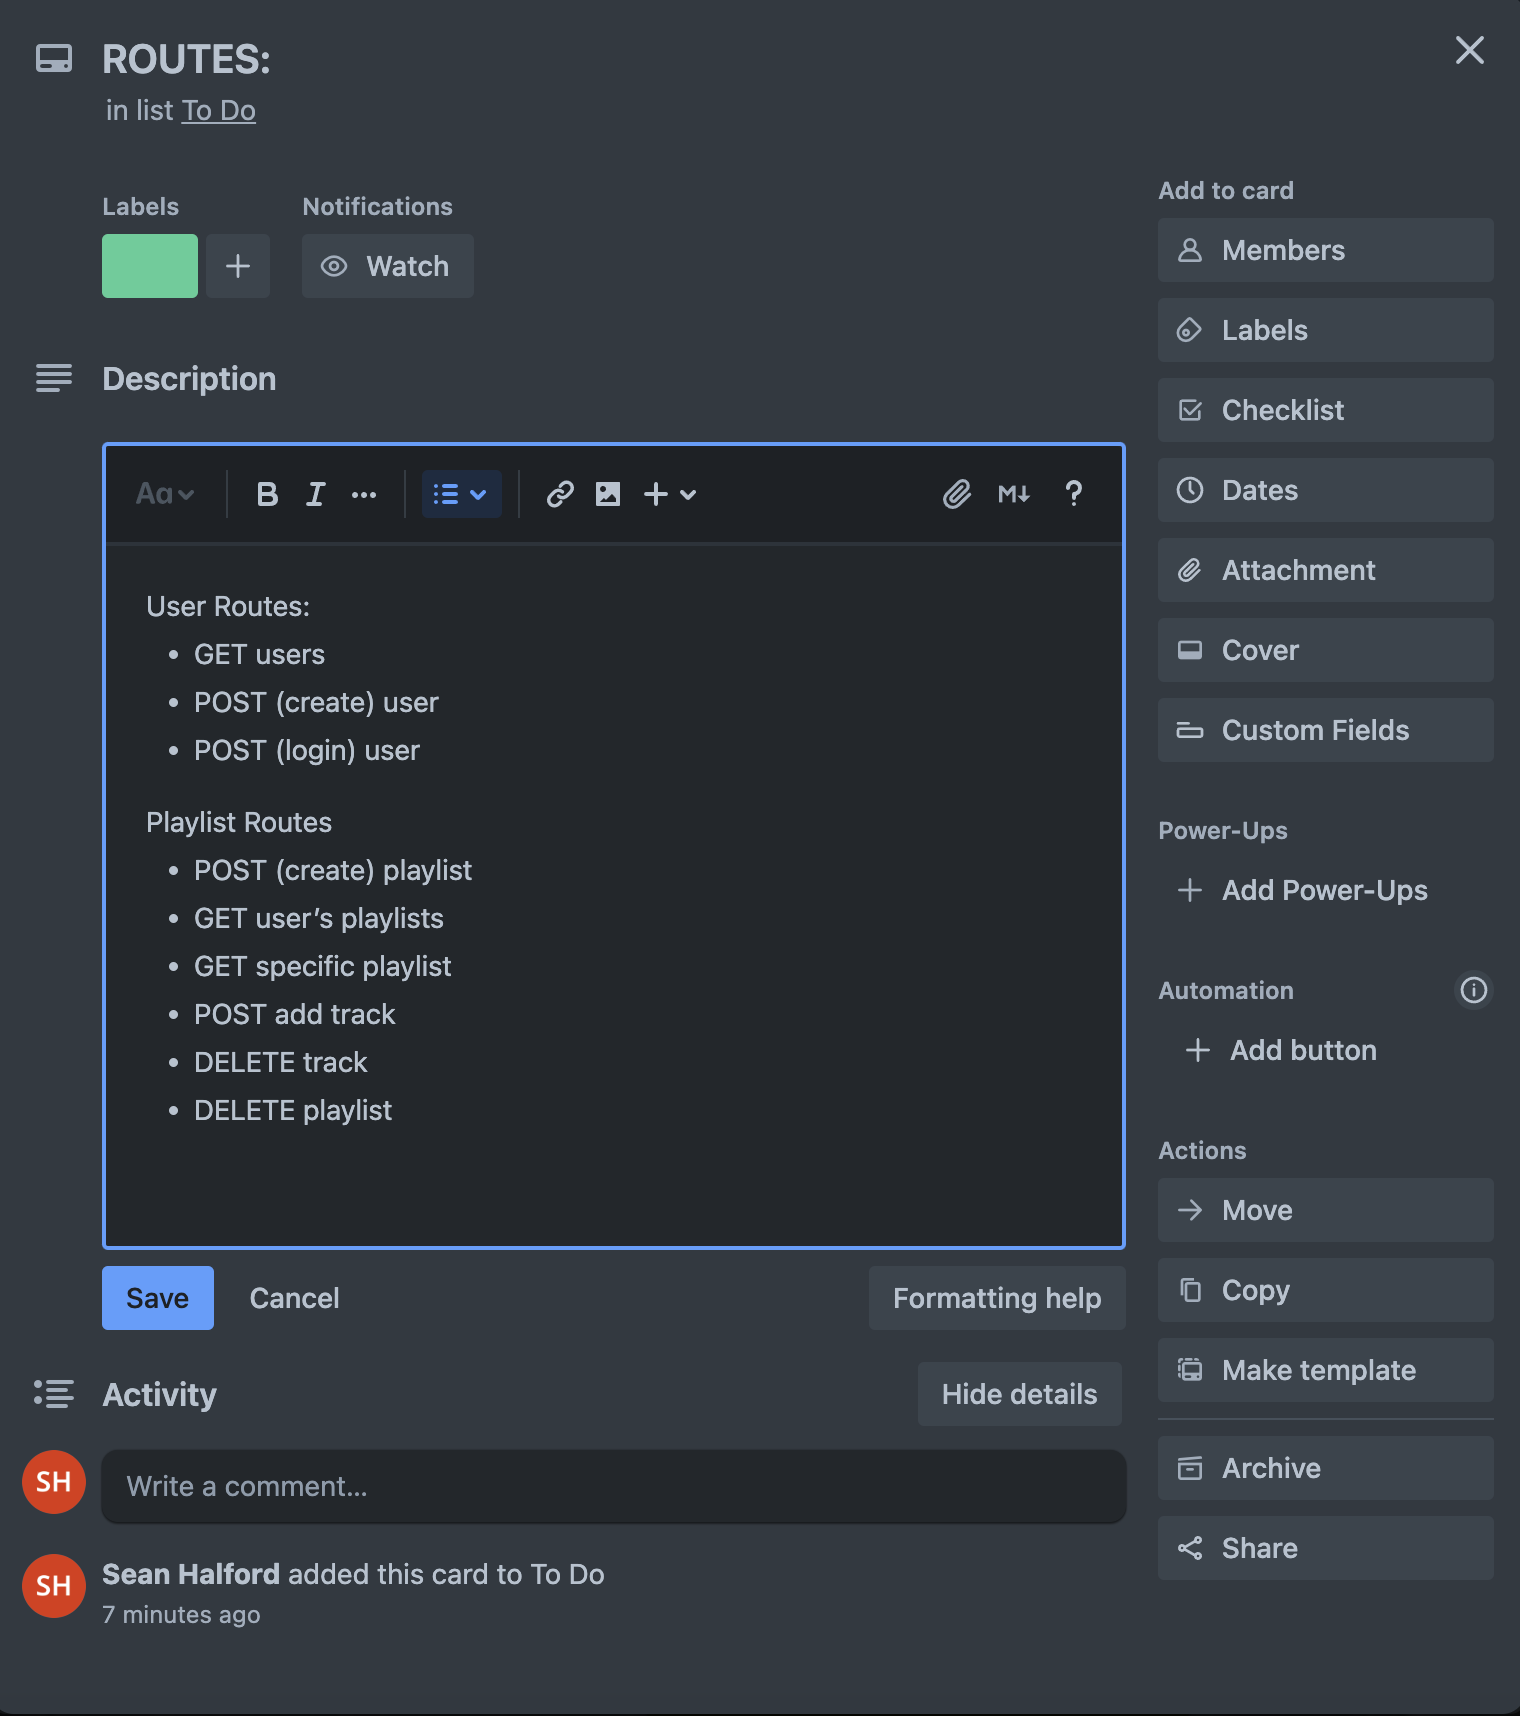 ROUTES:
in list To Do
Labels
Notifications
Watch
Description
Aa
B I
M
?
User Routes:
• GET users
• POST (create) user
• POST (login) user
Playlist Routes
• POST (create) playlist
• GET user’s playlists
• GET specific playlist
• POST add track
• DELETE track
• DELETE playlist
Save
Cancel
Formatting help
Activity
Hide details
SH
Write a comment...
SH
Sean Halford added this card to To Do
7 minutes ago
Add to card
Members
Labels
Checklist
Dates
Attachment
Cover
Custom Fields
Power-Ups
Add Power-Ups
Automation
Add button
Actions
Move
Copy
Make template
Archive
Share